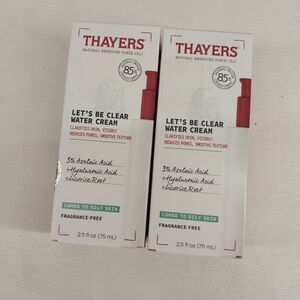 THAYERS
NATURAL REMEDIES SINCE 1847
85%
LET'S BE CLEAR
WATER CREAM
CLARIFIES SKIN, VISIBLY
REDUCES PORES, SMOOTHS TEXTURE
3% Azelaic Acid
+Hyaluronic Acid
+Licorice Root
COMBO TO OILY SKIN
FRAGRANCE-FREE
2.5 fl oz (75 mL)
THAYERS
NATURAL REMEDIES SINCE 1847
85%
LET'S BE CLEAR
WATER CREAM
CLARIFIES SKIN, VISIBLY
REDUCES PORES, SMOOTHS TEXTURE
3% Azelaic Acid
+Hyaluronic Acid
+Licorice Root
COMBO TO OILY SKIN
FRAGRANCE-FREE
2.5 fl oz (75 mL)